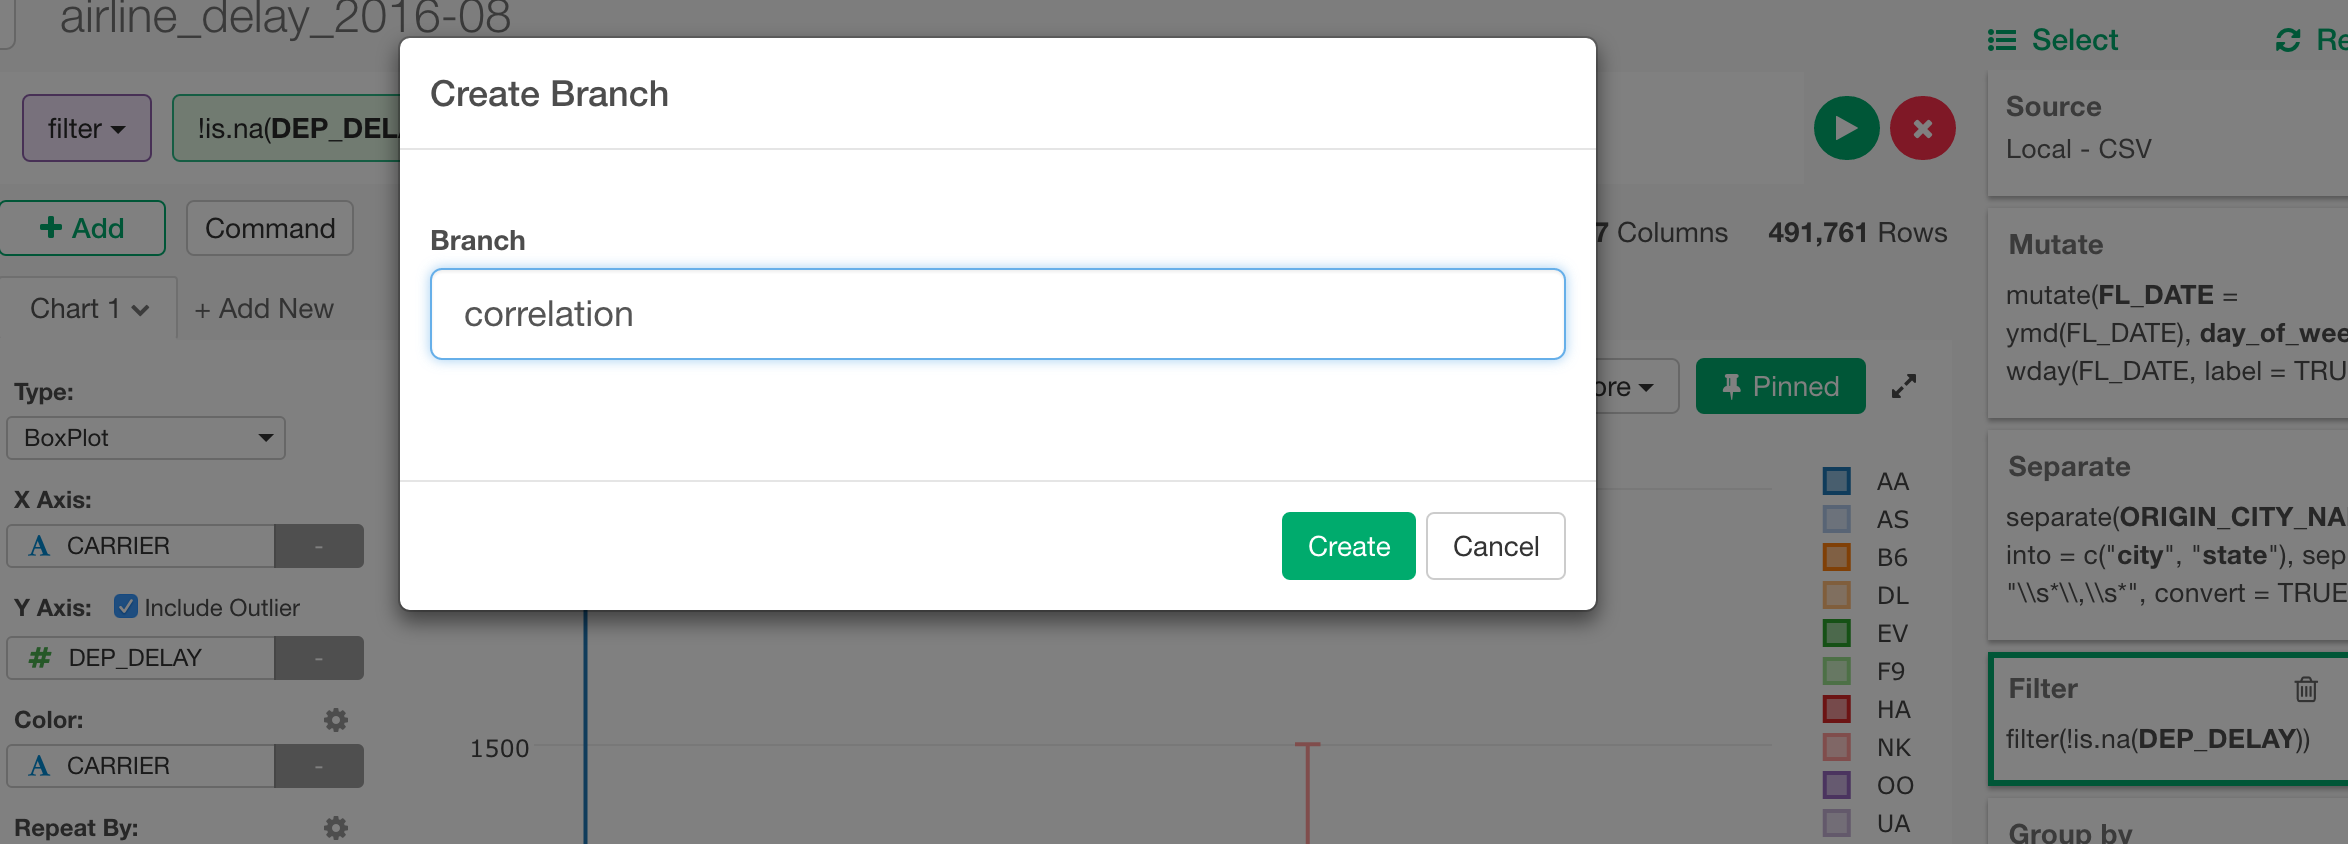 airline_delay_2016-08
Select
Create Branch
filter
!is.na(DEP_DEL
Source
Local - CSV
Add
Command
Branch
7 Columns 491,761 Rows
Mutate
mutate(FL_DATE =
ymd(FL_DATE), day_of_wee
wday(FL_DATE, label = TRU
Chart 1
+ Add New
correlation
Type:
BoxPlot
ore
Pinned
Separate
separate(ORIGIN_CITY_NA
into = c("city", "state"), sep
"\\s*\\,\\s*", convert = TRUE
X Axis:
CARRIER
-
Create
Cancel
Y Axis:
Include Outlier
DEP_DELAY
-
Color:
CARRIER
-
Repeat By:
1500
AA
AS
B6
DL
EV
F9
HA
NK
OO
UA
Filter
filter(!is.na(DEP_DELAY))
Group by